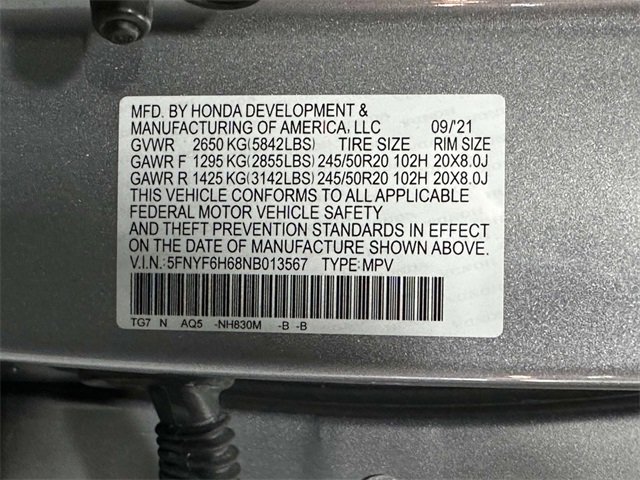 MFD. BY HONDA DEVELOPMENT &
MANUFACTURING OF AMERICA, LLC 09/'21
GVWR 2650 KG(5842LBS) TIRE SIZE RIM SIZE
GAWR F 1295 KG(2855LBS) 245/50R20 102H 20X8.0J
GAWR R 1425 KG(3142LBS) 245/50R20 102H 20X8.0J
THIS VEHICLE CONFORMS TO ALL APPLICABLE
FEDERAL MOTOR VEHICLE SAFETY
AND THEFT PREVENTION STANDARDS IN EFFECT
ON THE DATE OF MANUFACTURE SHOWN ABOVE.
V.I.N.:5FNYF6H68NB013567 TYPE:MPV
TG7 N AQ5 -NH830M -B -B